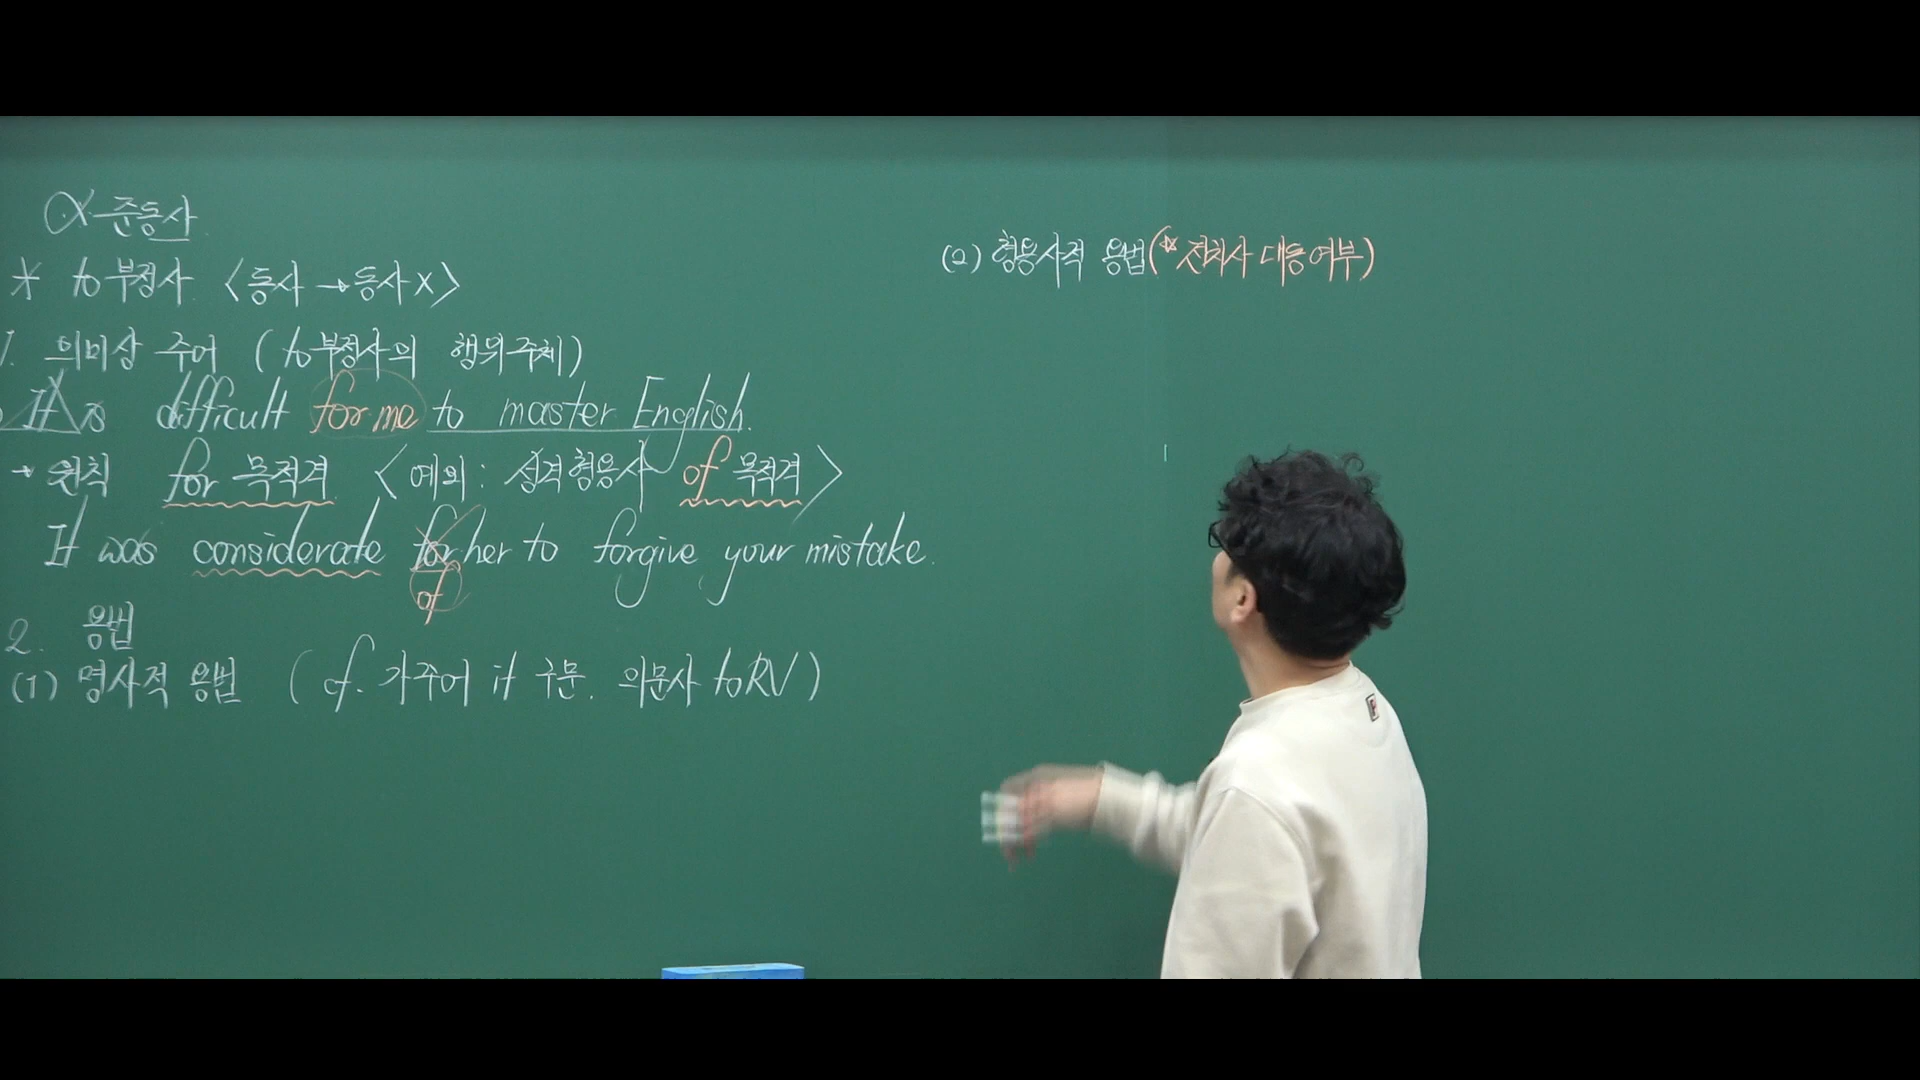 α 준동사
* to부정사 <동사→동사X>
1. 의미상 주어 (to부정사의 행위주체)
It is difficult for me to master English.
→ 원칙 for 목적격 <예외: 성격형용사 of 목적격>
It was considerate for her to forgive your mistake.
of
2. 용법
(1) 명사적 용법 (cf. 가주어 it 구문. 의문사 to RV)
(2) 형용사적 용법(*전치사 대동여부)